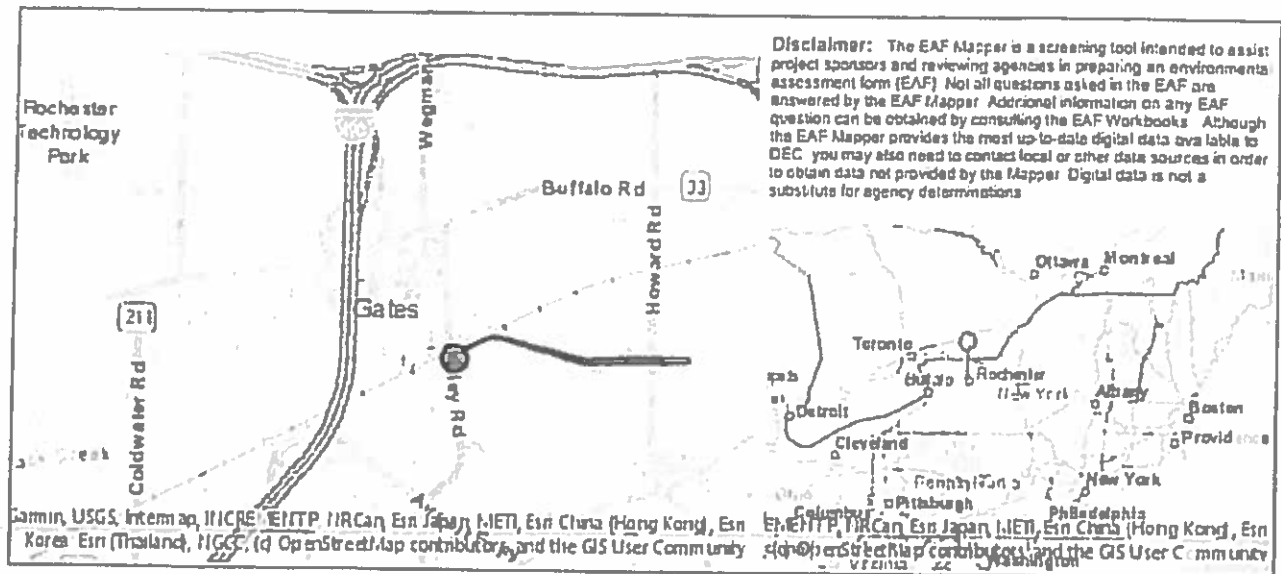 Disclaimer: The EAF Mapper is a screening tool intended to assist
project sponsors and reviewing agencies in preparing an environmental
assessment form (EAF) Not all questions asked in the EAF are
answered by the EAF Mapper Additional information on any EAF
question can be obtained by consulting the EAF Workbooks Although
the EAF Mapper provides the most up-to-date digital data available to
DEC you may also need to contact local or other data sources in order
to obtain data not provided by the Mapper Digital data is not a
substitute for agency determinations
Rochester
Technology
Park
Wegman
Buffalo Rd
33
Howard Rd
Gates
Coldwater Rd
ley Rd
Ottawa
Montreal
Toronto
Buffalo
Rochester
New York
Albany
Detroit
Boston
Cleveland
Providence
Pennsylvania
New York
Columbus
Pittsburgh
Philadelphia
Washington
Garmin, USGS, Intermap, INCREMENT P, NRCan, Esri Japan, METI, Esri China (Hong Kong), Esri
Korea Esri (Thailand), NGCC, (c) OpenStreetMap contributors, and the GIS User Community
EMENT P, NRCan, Esri Japan, METI, Esri China (Hong Kong), Esri
(c) OpenStreetMap contributors, and the GIS User Community